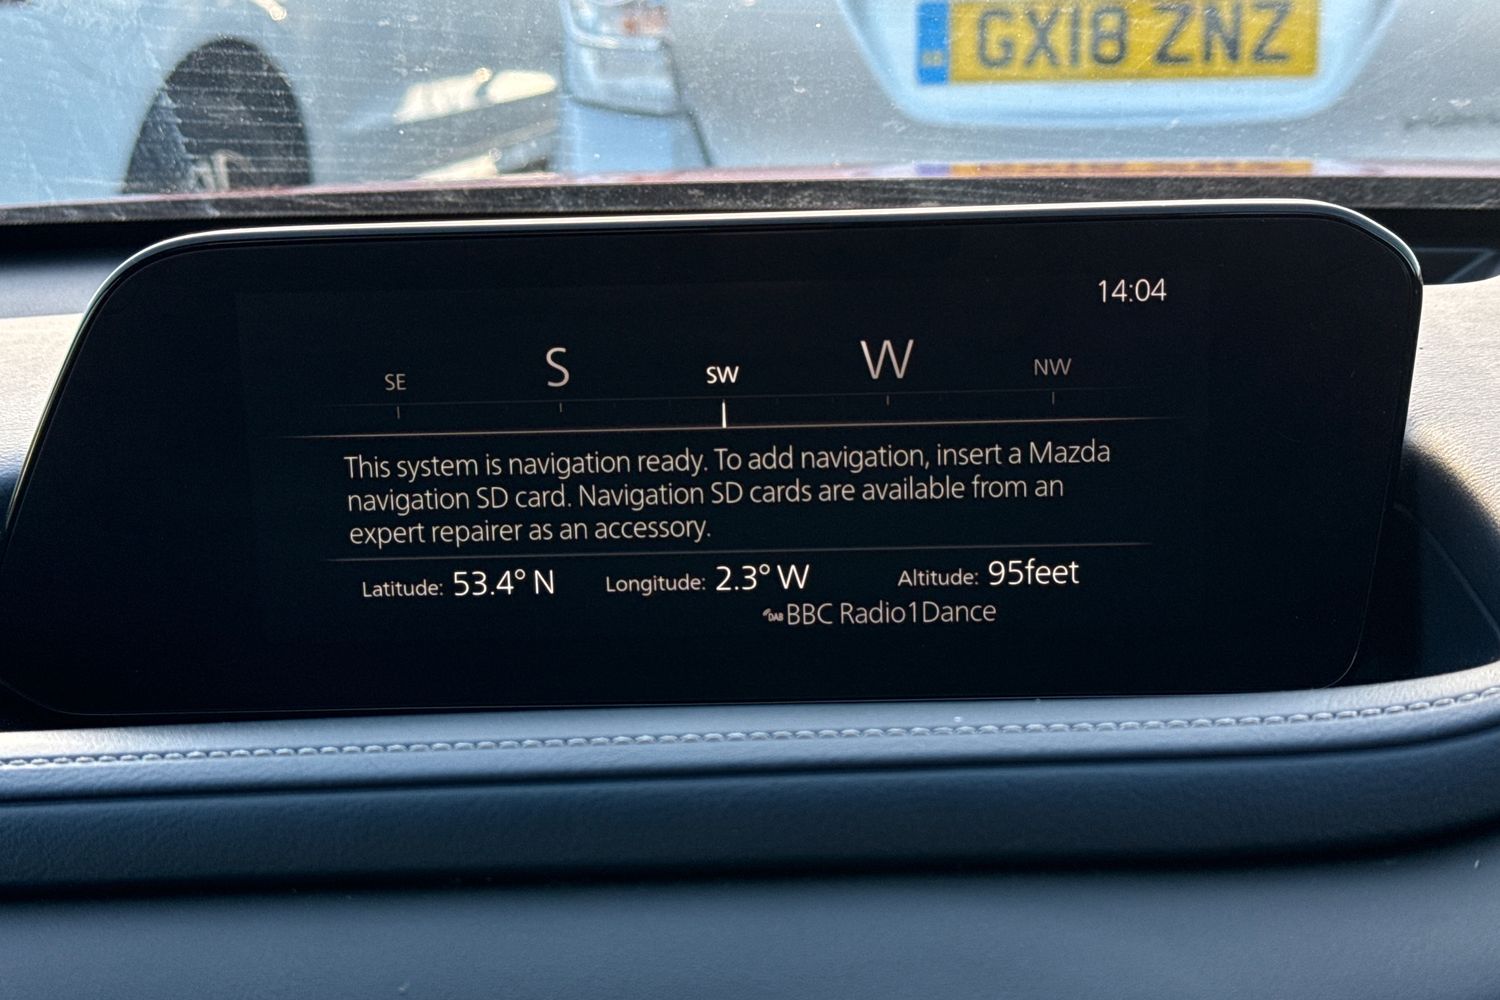 GX18 ZNZ
14:04
SE S SW W NW
This system is navigation ready. To add navigation, insert a Mazda
navigation SD card. Navigation SD cards are available from an
expert repairer as an accessory.
Latitude: 53.4° N Longitude: 2.3° W Altitude: 95feet
DAB BBC Radio1Dance